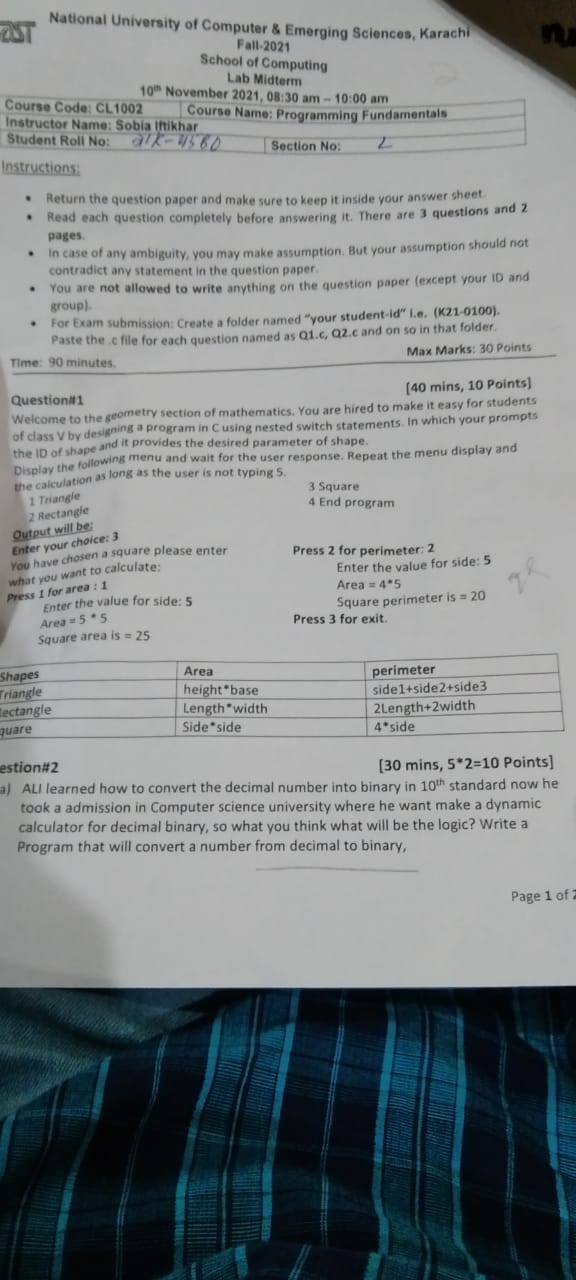 National University of Computer & Emerging Sciences, Karachi
Fall-2021
School of Computing
Lab Midterm
10th November 2021, 08:30 am – 10:00 am
Course Code: CL1002 Course Name: Programming Fundamentals
Instructor Name: Sobia Iftikhar
Student Roll No: 21K-4580 Section No: 2
Instructions:
• Return the question paper and make sure to keep it inside your answer sheet.
• Read each question completely before answering it. There are 3 questions and 2
pages.
• In case of any ambiguity, you may make assumption. But your assumption should not
contradict any statement in the question paper.
• You are not allowed to write anything on the question paper (except your ID and
group).
• For Exam submission: Create a folder named "your student-id" i.e. (K21-0100).
Paste the .c file for each question named as Q1.c, Q2.c and on so in that folder.
Time: 90 minutes. Max Marks: 30 Points
Question#1 [40 mins, 10 Points]
Welcome to the geometry section of mathematics. You are hired to make it easy for students
of class V by designing a program in C using nested switch statements. In which your prompts
the ID of shape and it provides the desired parameter of shape.
Display the following menu and wait for the user response. Repeat the menu display and
the calculation as long as the user is not typing 5.
1 Triangle 3 Square
2 Rectangle 4 End program
Output will be:
Enter your choice: 3
You have chosen a square please enter
what you want to calculate:
Press 1 for area : 1
Enter the value for side: 5
Area = 5 * 5
Square area is = 25
Press 2 for perimeter: 2
Enter the value for side: 5
Area = 4*5
Square perimeter is = 20
Press 3 for exit.
Shapes Area perimeter
Triangle height*base side1+side2+side3
ectangle Length*width 2Length+2width
quare Side*side 4*side
estion#2 [30 mins, 5*2=10 Points]
a) ALI learned how to convert the decimal number into binary in 10th standard now he
took a admission in Computer science university where he want make a dynamic
calculator for decimal binary, so what you think what will be the logic? Write a
Program that will convert a number from decimal to binary,
Page 1 of 2